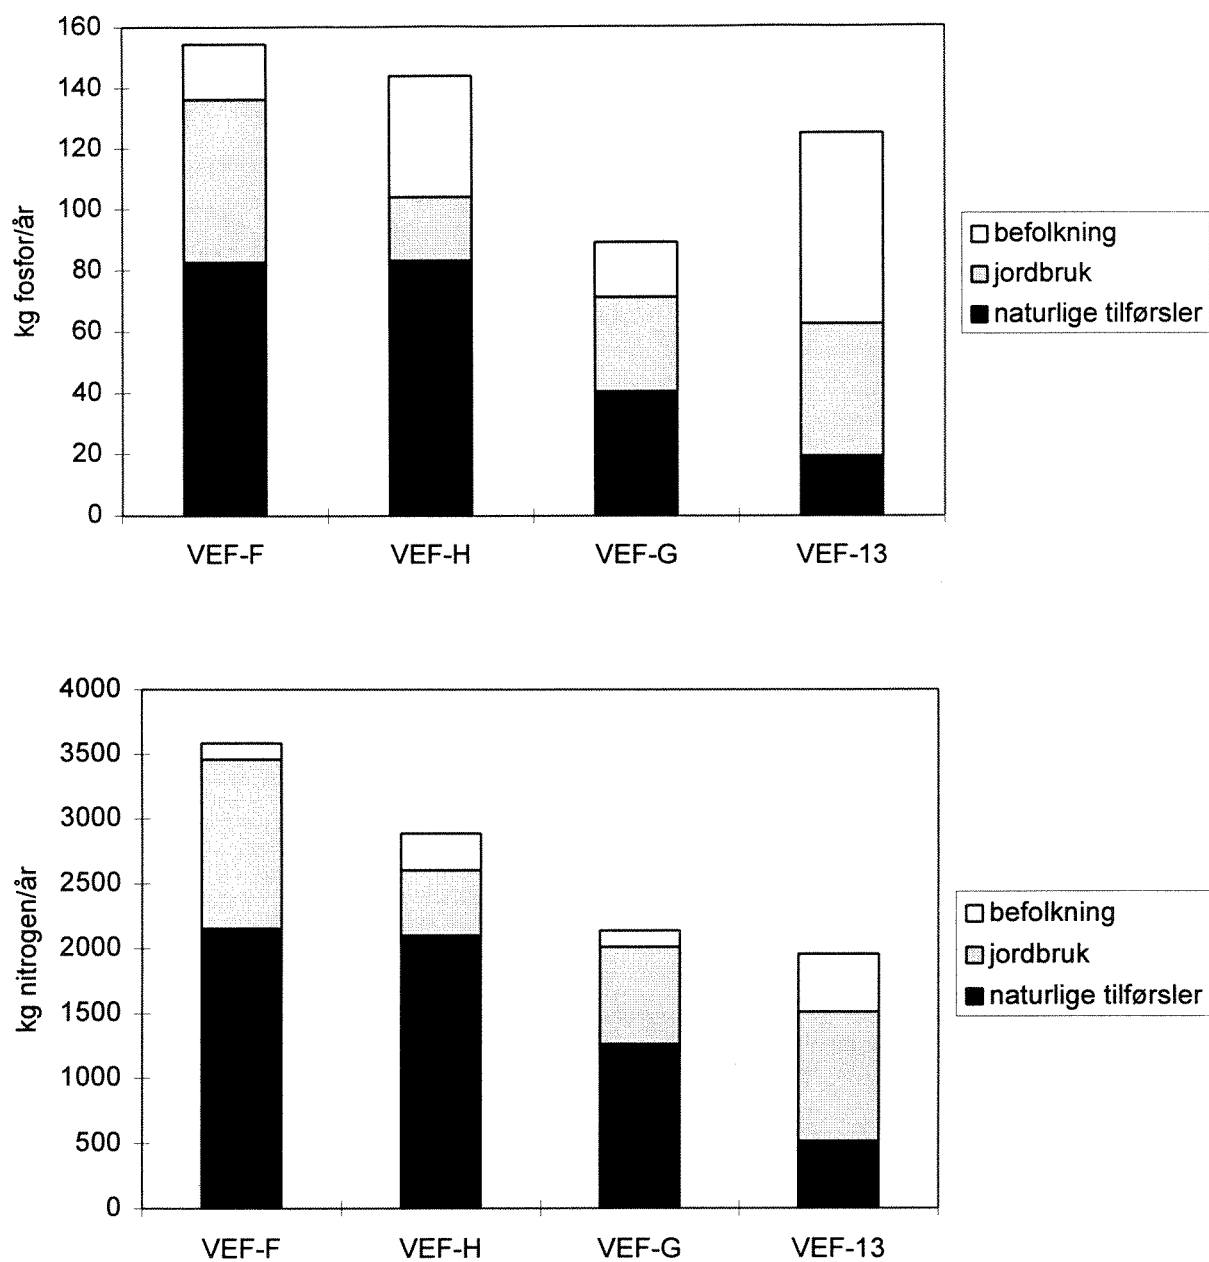 160
140
120
100
80
60
40
20
0
kg fosfor/år
VEF-F VEF-H VEF-G VEF-13
befolkning
jordbruk
naturlige tilførsler
4000
3500
3000
2500
2000
1500
1000
500
0
kg nitrogen/år
VEF-F VEF-H VEF-G VEF-13
befolkning
jordbruk
naturlige tilførsler